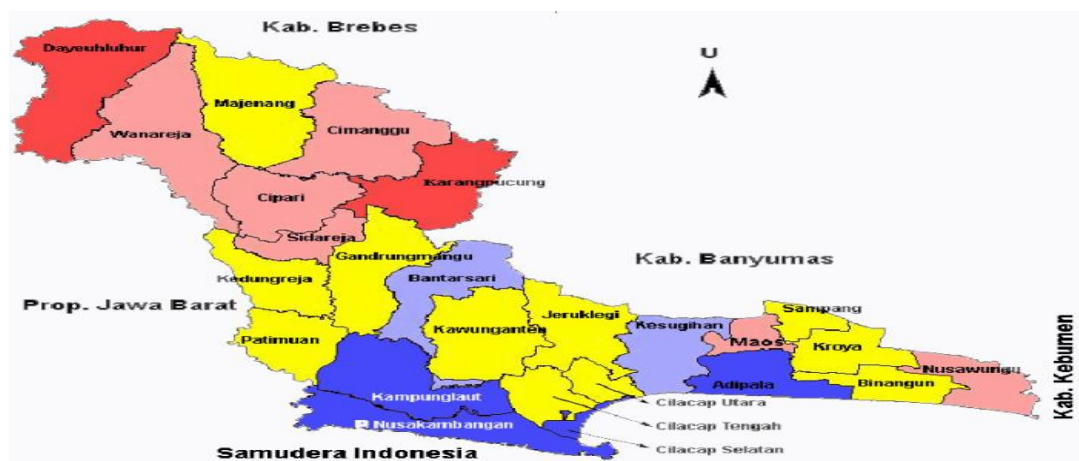 Kab. Brebes
Dayeuhluhur
U
Majenang
Wanareja
Cimanggu
Karangpucung
Cipari
Sidareja
Gandrungmangu
Kedungreja
Bantarsari
Kab. Banyumas
Prop. Jawa Barat
Sampang
Jeruklegi
Kesugihan
Kawunganten
Patimuan
Maos
Kroya
Nusawungu
Kab. Kebumen
Binangun
Adipala
Kampunglaut
Cilacap Utara
Nusakambangan
Cilacap Tengah
Cilacap Selatan
Samudera Indonesia